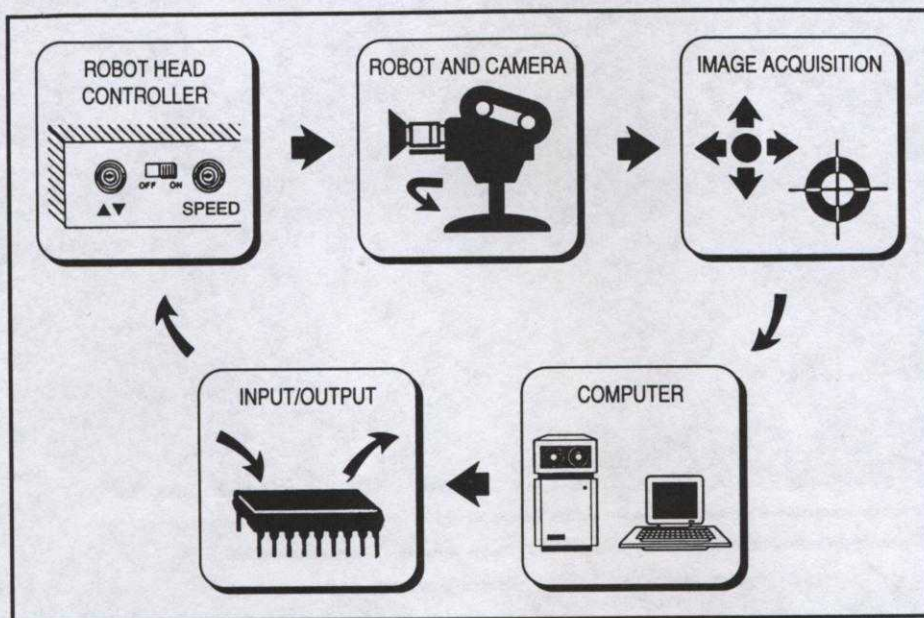 ROBOT HEAD
CONTROLLER
OFF ON
▲▼ SPEED
ROBOT AND CAMERA
IMAGE ACQUISITION
INPUT/OUTPUT
COMPUTER